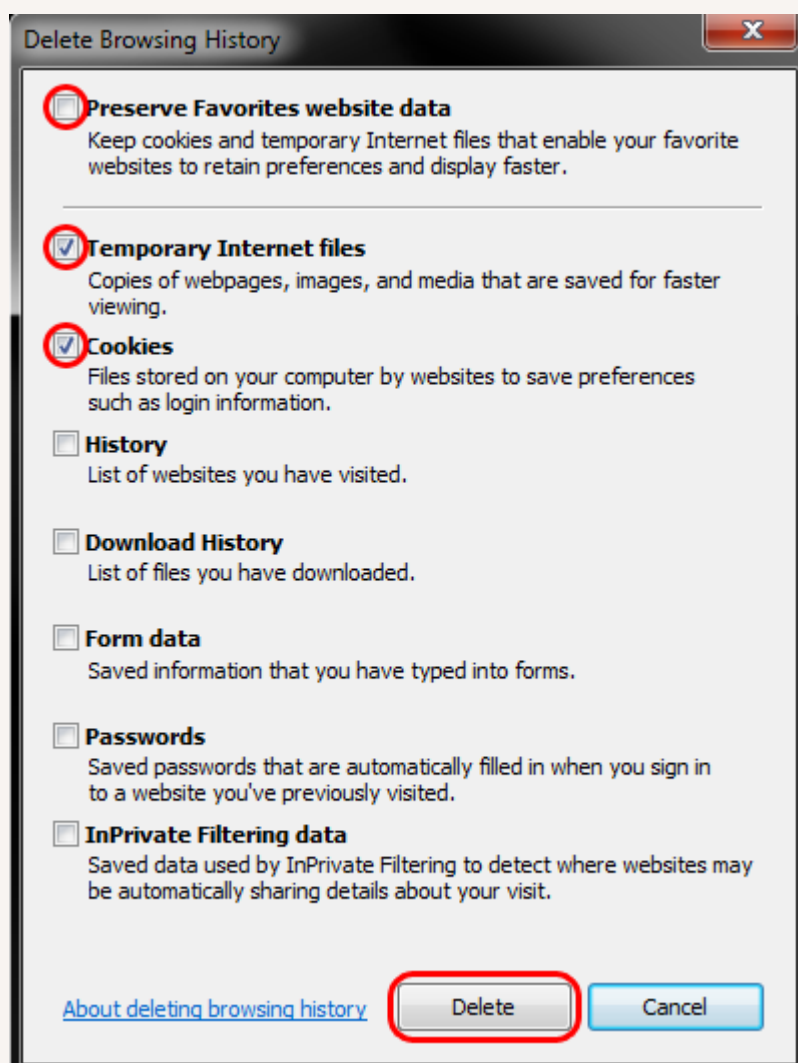 Delete Browsing History
Preserve Favorites website data
Keep cookies and temporary Internet files that enable your favorite
websites to retain preferences and display faster.
Temporary Internet files
Copies of webpages, images, and media that are saved for faster
viewing.
Cookies
Files stored on your computer by websites to save preferences
such as login information.
History
List of websites you have visited.
Download History
List of files you have downloaded.
Form data
Saved information that you have typed into forms.
Passwords
Saved passwords that are automatically filled in when you sign in
to a website you've previously visited.
InPrivate Filtering data
Saved data used by InPrivate Filtering to detect where websites may
be automatically sharing details about your visit.
About deleting browsing history Delete Cancel